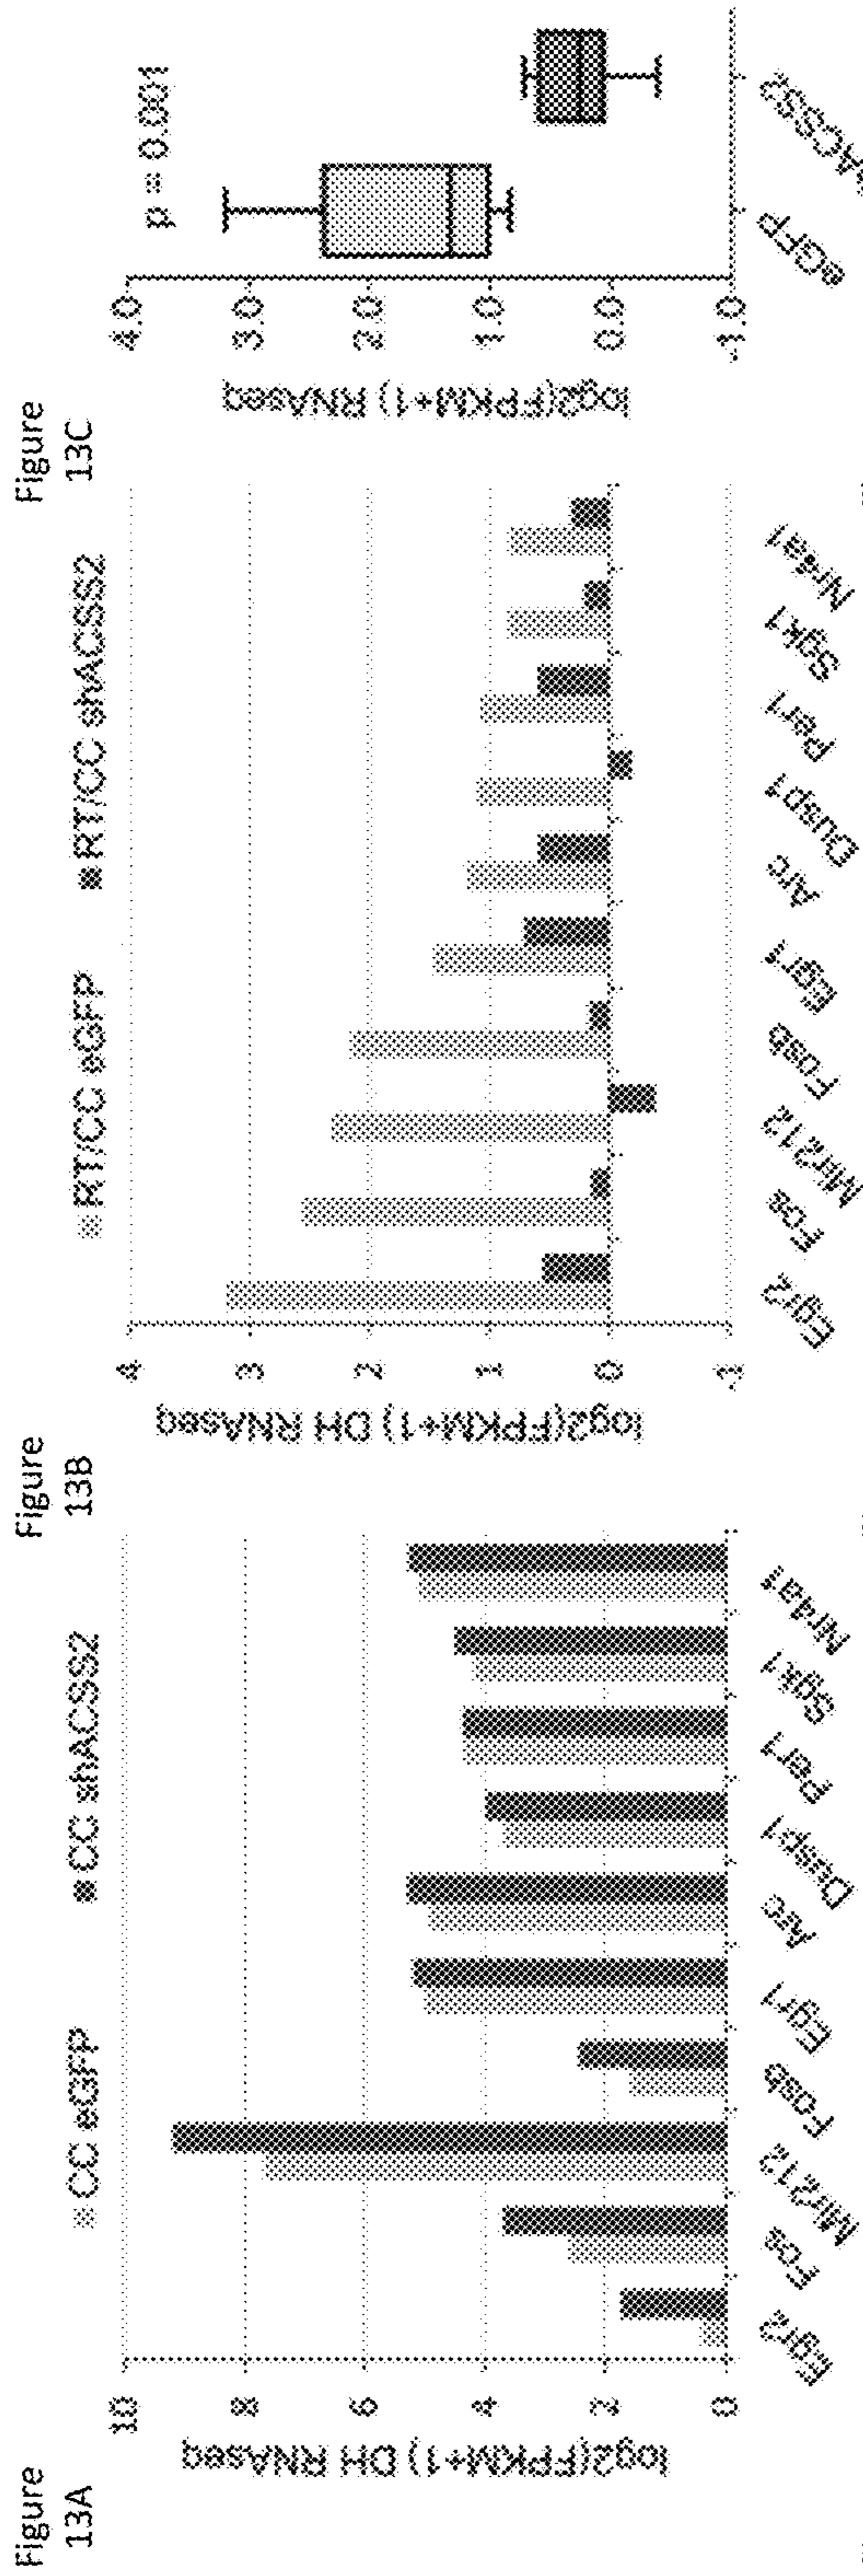 Figure
13A
CC eGFP
CC shACSS2
log2(FPKM+1) DH RNAseq
10
8
6
4
2
0
Egr2
Fos
Mir212
Fosb
Egr1
Arc
Dusp1
Per1
Sgk1
Nr4a1
Figure
13B
RT/CC eGFP
RT/CC shACSS2
log2(FPKM+1) DH RNAseq
4
3
2
1
0
-1
Egr2
Fos
Mir212
Fosb
Egr1
Arc
Dusp1
Per1
Sgk1
Nr4a1
Figure
13C
p = 0.001
log2(FPKM+1) RNAseq
4.0
3.0
2.0
1.0
0.0
-1.0
eGFP
ACSS2